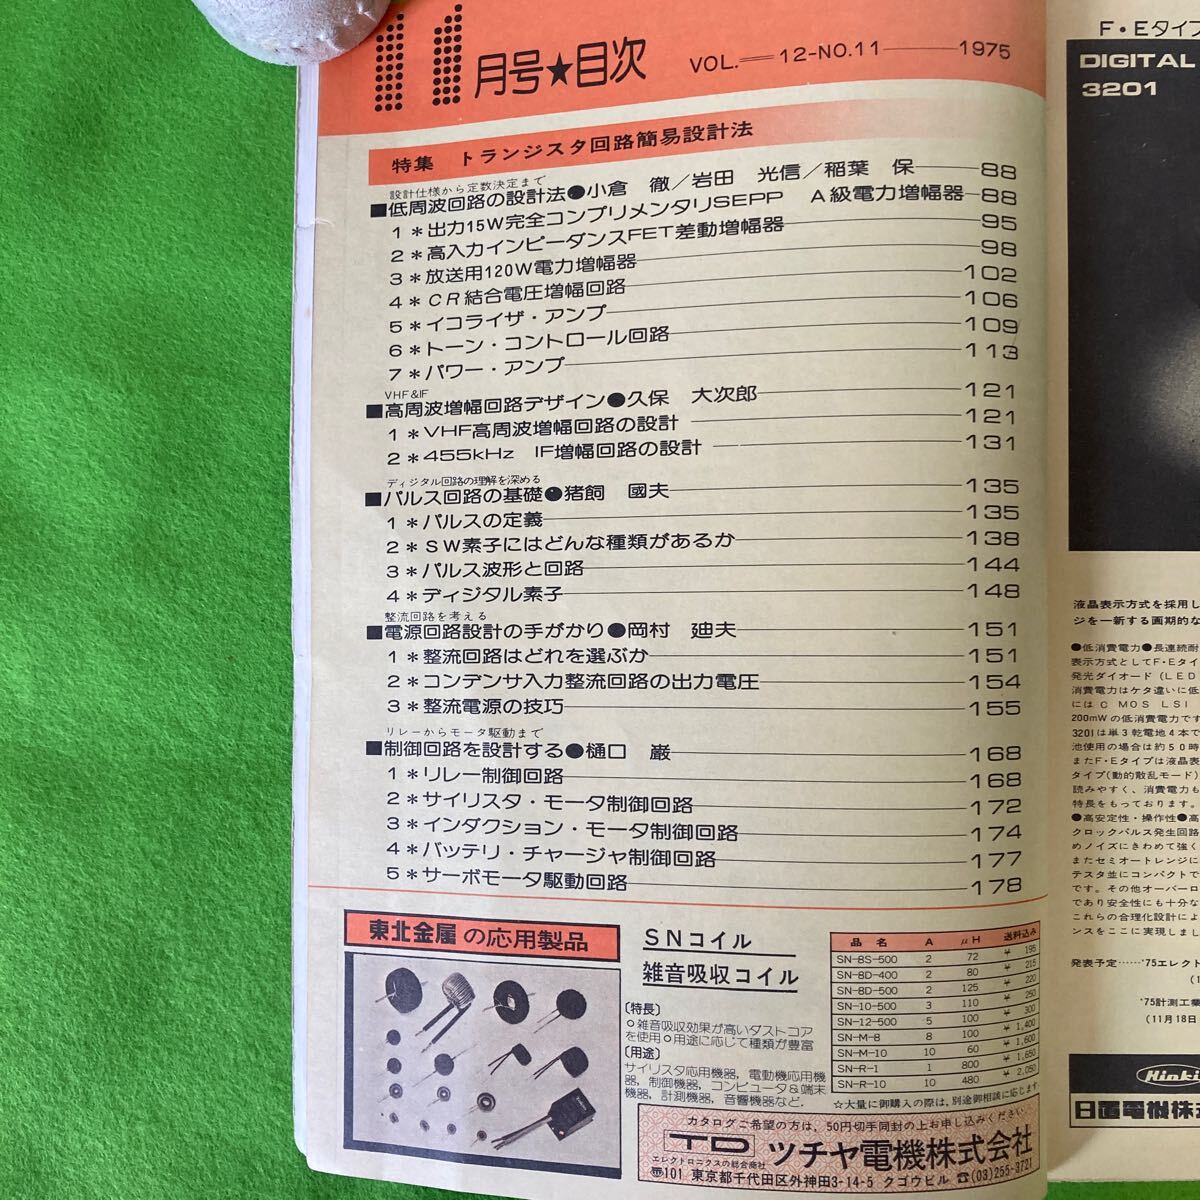 11月号★目次 VOL.=12-NO.11 1975
特集 トランジスタ回路簡易設計法
設計仕様から定数決定まで
■低周波回路の設計法●小倉 徹/岩田 光信/稲葉 保 88
1*出力15W完全コンプリメンタリSEPP A級電力増幅器 88
2*高入力インピーダンスFET差動増幅器 95
3*放送用120W電力増幅器 98
4*CR結合電圧増幅回路 102
5*イコライザ・アンプ 106
6*トーン・コントロール回路 109
7*パワー・アンプ 113
VHF&IF
■高周波増幅回路デザイン●久保 大次郎 121
1*VHF高周波増幅回路の設計 121
2*455kHz IF増幅回路の設計 131
ディジタル回路の理解を深める
■パルス回路の基礎●猪飼 國夫 135
1*パルスの定義 135
2*SW素子にはどんな種類があるか 138
3*パルス波形と回路 144
4*ディジタル素子 148
整流回路を考える
■電源回路設計の手がかり●岡村 廸夫 151
1*整流回路はどれを選ぶか 151
2*コンデンサ入力整流回路の出力電圧 154
3*整流電源の技巧 155
リレーからモータ駆動まで
■制御回路を設計する●樋口 巌 168
1*リレー制御回路 168
2*サイリスタ・モータ制御回路 172
3*インダクション・モータ制御回路 174
4*バッテリ・チャージャ制御回路 177
5*サーボモータ駆動回路 178
東北金属の応用製品
SNコイル
雑音吸収コイル
〔特長〕
○雑音吸収効果が高いダストコア
を使用○用途に応じて種類が豊富
〔用途〕
サイリスタ応用機器，電動機応用機
器，制御機器，コンピュータ&端末
機器，計測機器，音響機器など．
品名 A μH 送料込み
SN-8S-500 2 72 ¥195
SN-8D-400 2 80 ¥215
SN-8D-500 2 125 ¥220
SN-10-500 3 110 ¥250
SN-12-500 5 100 ¥300
SN-M-8 8 100 ¥1,400
SN-M-10 10 60 ¥1,600
SN-R-1 1 800 ¥1,650
SN-R-10 10 480 ¥2,050
☆大量に御購入の際は，別途御相談に応じます．
カタログご希望の方は，50円切手同封の上お申し込みください
TD
エレクトロニクスの総合商社
ツチヤ電機株式会社
〒101 東京都千代田区外神田3-14-5 クゴウビル ☎(03)255-3721
F・Eタイプ
DIGITAL
3201
液晶表示方式を採用し
ジを一新する画期的な
●低消費電力●長連続耐
表示方式としてF・Eタイ
発光ダイオード(LED
消費電力はケタ違いに低
にはC MOS LSI
200mWの低消費電力です
3201は単3乾電池4本で
池使用の場合は約50時
またF・Eタイプは液晶表
タイプ(動的散乱モード)
読みやすく、消費電力も
特長をもっております。
●高安定性・操作性●高
クロックパルス発生回路
めノイズにきわめて強く
またセミオートレンジに
テスタ並にコンパクトで
です。その他オーバーロ
であり安全性にも十分な
これらの合理化設計によ
ンスをここに実現しまし
発表予定……'75エレクト
'75計測工業
(11月18日
Hioki
日置電機株